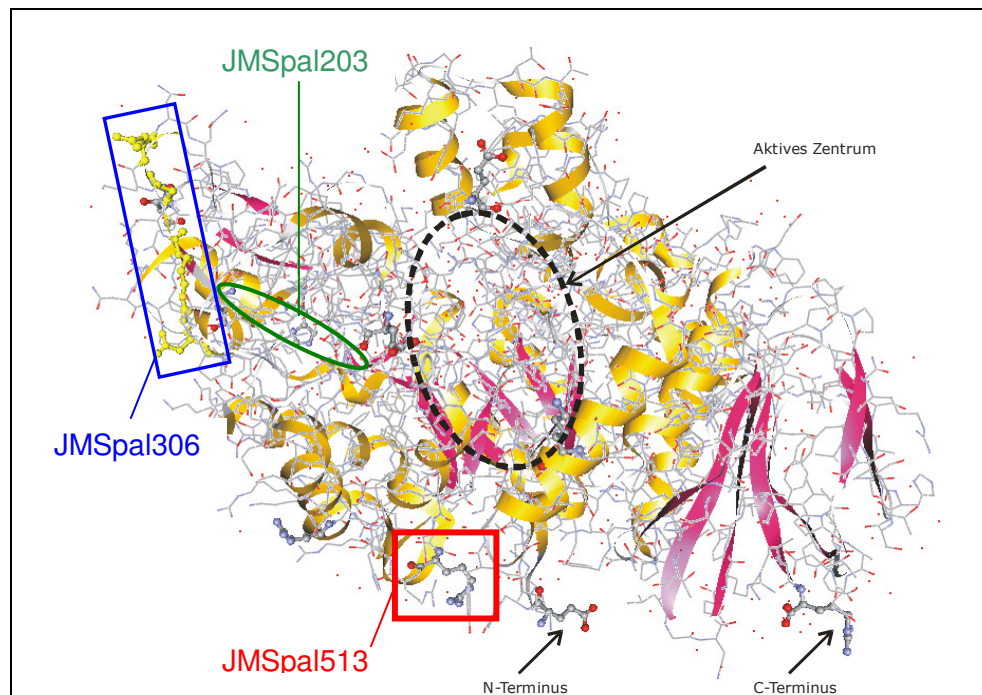 JMSpal203
Aktives Zentrum
JMSpal306
JMSpal513
N-Terminus
C-Terminus